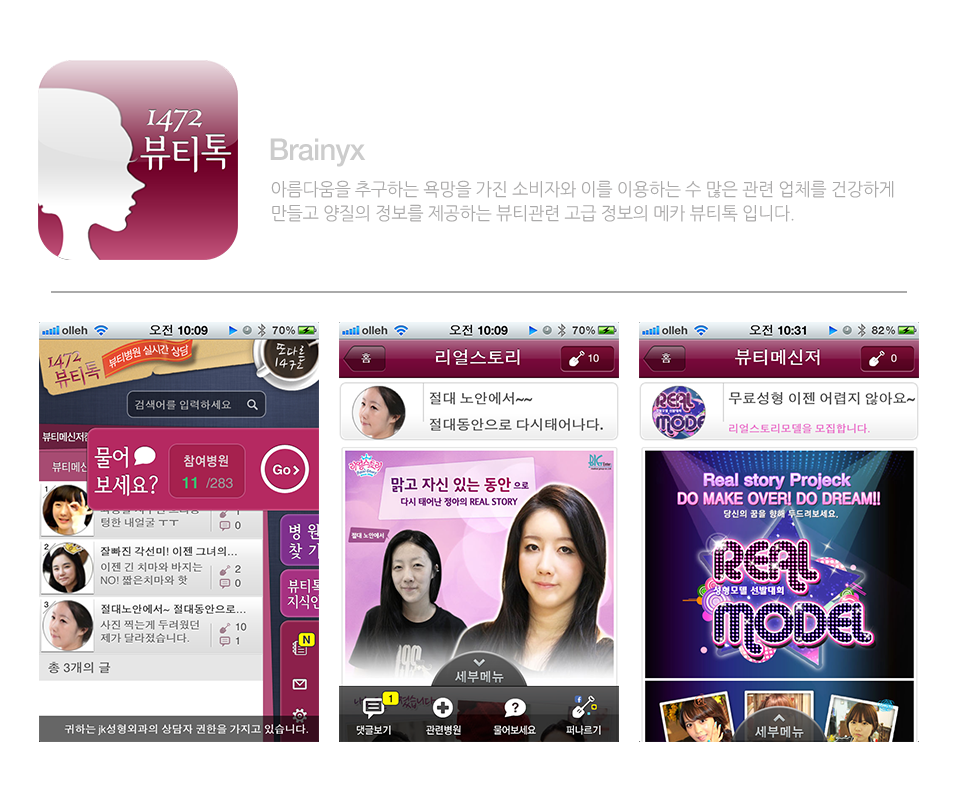 1472
뷰티톡
Brainyx
아름다움을 추구하는 욕망을 가진 소비자와 이를 이용하는 수 많은 관련 업체를 건강하게
만들고 양질의 정보를 제공하는 뷰티관련 고급 정보의 메카 뷰티톡 입니다.
olleh 오전 10:09 70%
1472
뷰티톡
뷰티병원 실시간 상담
또다른
1472
검색어를 입력하세요
뷰티메신저
물어
보세요?
참여병원
11 /283
Go
1
텅한 내얼굴 ㅜㅜ
0
2
잘빠진 각선미! 이젠 그녀의...
이젠 긴 치마와 바지는
NO! 짧은치마와 핫
2
0
3
절대노안에서~ 절대동안으로...
사진 찍는게 두려웠던
제가 달라졌습니다.
10
1
총 3개의 글
병 원
찾 기
뷰티톡
지식인
N
귀하는 jk성형외과의 상담자 권한을 가지고 있습니다.
olleh 오전 10:09 70%
홈
리얼스토리
10
절대 노안에서~~
절대동안으로 다시태어나다.
리얼스토리
맑고 자신 있는 동안 으로
다시 태어난 정아의 REAL STORY
절대 노안에서
세부메뉴
1
댓글보기
관련병원
물어보세요
퍼나르기
olleh 오전 10:31 82%
홈
뷰티메신저
0
REAL
MODEL
무료성형 이젠 어렵지 않아요~
리얼스토리모델을 모집합니다.
Real story Projeck
DO MAKE OVER! DO DREAM!!
당신의 꿈을 향해 두드려보세요.
REAL
성형모델 선발대회
MODEL
세부메뉴